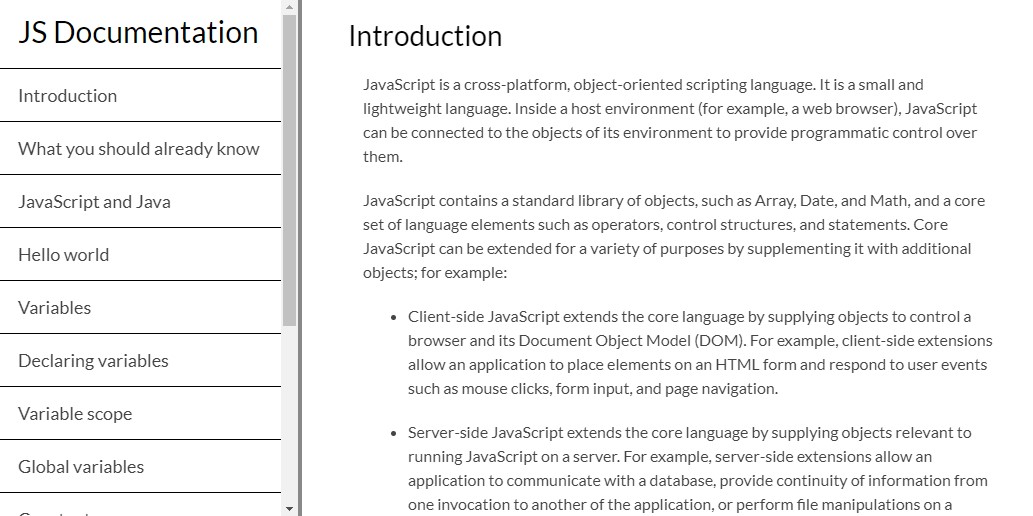 JS Documentation
Introduction
What you should already know
JavaScript and Java
Hello world
Variables
Declaring variables
Variable scope
Global variables
Introduction
JavaScript is a cross-platform, object-oriented scripting language. It is a small and
lightweight language. Inside a host environment (for example, a web browser), JavaScript
can be connected to the objects of its environment to provide programmatic control over
them.
JavaScript contains a standard library of objects, such as Array, Date, and Math, and a core
set of language elements such as operators, control structures, and statements. Core
JavaScript can be extended for a variety of purposes by supplementing it with additional
objects; for example:
• Client-side JavaScript extends the core language by supplying objects to control a
browser and its Document Object Model (DOM). For example, client-side extensions
allow an application to place elements on an HTML form and respond to user events
such as mouse clicks, form input, and page navigation.
• Server-side JavaScript extends the core language by supplying objects relevant to
running JavaScript on a server. For example, server-side extensions allow an
application to communicate with a database, provide continuity of information from
one invocation to another of the application, or perform file manipulations on a